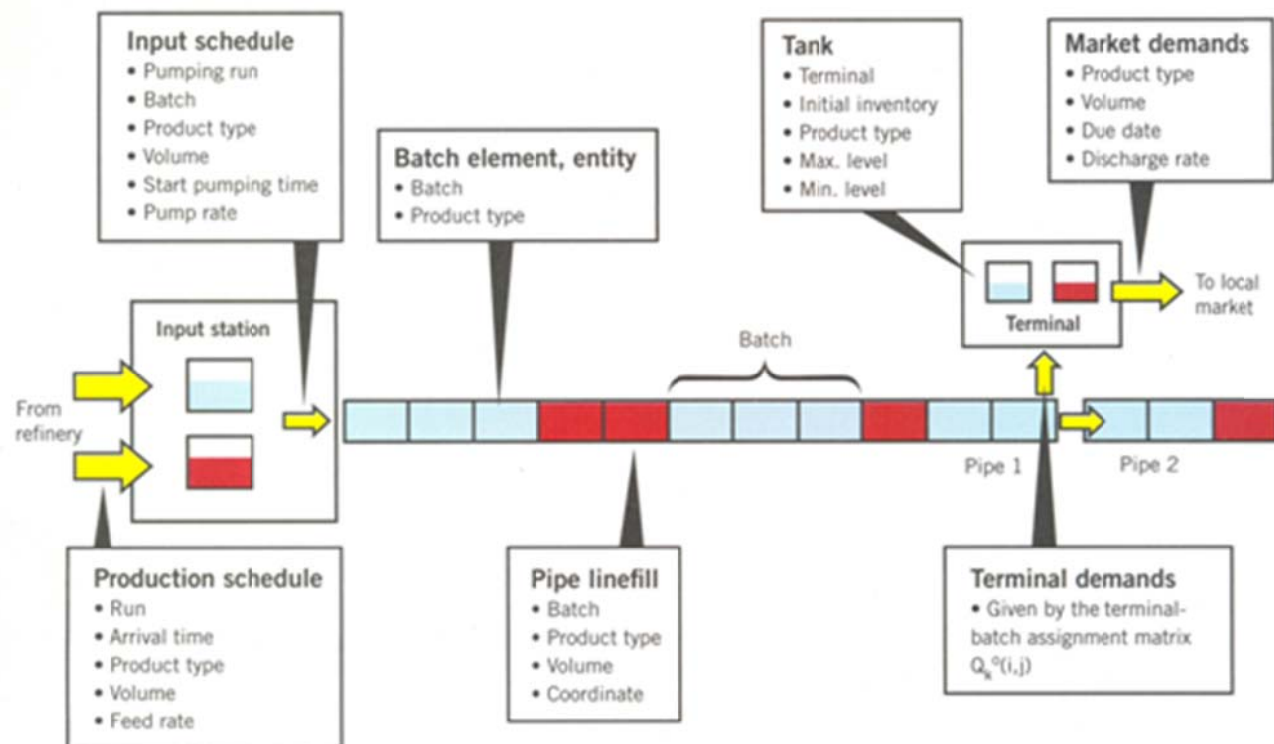 Input schedule
• Pumping run
• Batch
• Product type
• Volume
• Start pumping time
• Pump rate
Batch element, entity
• Batch
• Product type
Tank
• Terminal
• Initial inventory
• Product type
• Max. level
• Min. level
Market demands
• Product type
• Volume
• Due date
• Discharge rate
Input station
From
refinery
Batch
Terminal
To local
market
Pipe 1
Pipe 2
Production schedule
• Run
• Arrival time
• Product type
• Volume
• Feed rate
Pipe linefill
• Batch
• Product type
• Volume
• Coordinate
Terminal demands
• Given by the terminal-
batch assignment matrix
Qₖᵒ(i,j)